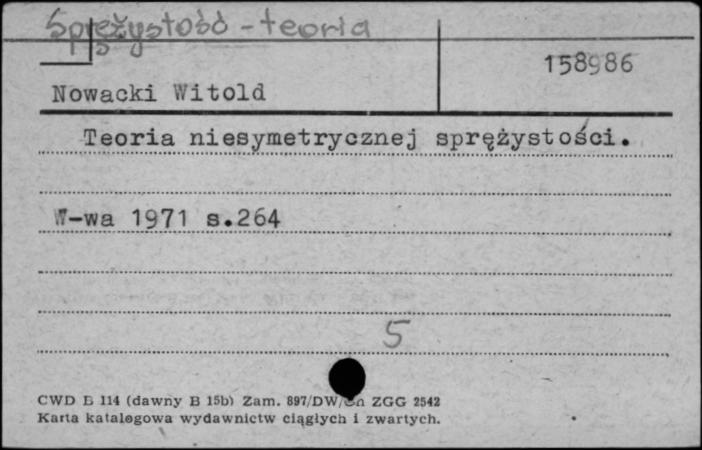 Sprężystość - teoria
158986
Nowacki Witold
Teoria niesymetrycznej sprężystości.
W-wa 1971 s.264
5
CWD B 114 (dawny B 15b) Zam. 897/DW/ ZGG 2542
Karta katalogowa wydawnictw ciągłych i zwartych.